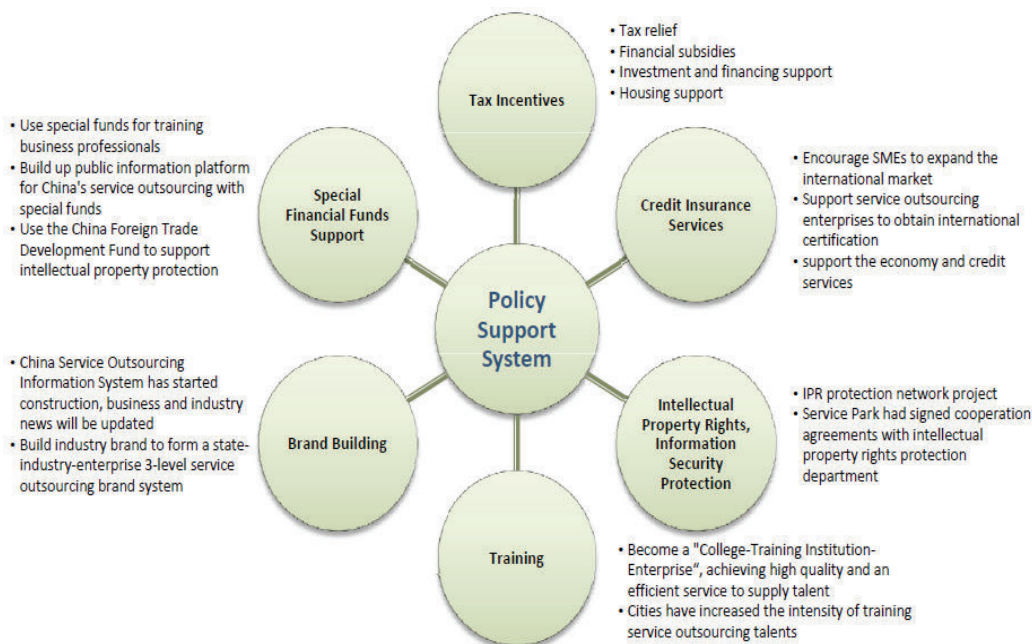 Tax Incentives
• Tax relief
• Financial subsidies
• Investment and financing support
• Housing support
Credit Insurance
Services
• Encourage SMEs to expand the
international market
• Support service outsourcing
enterprises to obtain international
certification
• support the economy and credit
services
Intellectual
Property Rights,
Information
Security
Protection
• IPR protection network project
• Service Park had signed cooperation
agreements with intellectual
property rights protection
department
Training
• Become a "College-Training Institution-
Enterprise“, achieving high quality and an
efficient service to supply talent
• Cities have increased the intensity of training
service outsourcing talents
Brand Building
• China Service Outsourcing
Information System has started
construction, business and industry
news will be updated
• Build industry brand to form a state-
industry-enterprise 3-level service
outsourcing brand system
Special
Financial Funds
Support
• Use special funds for training
business professionals
• Build up public information platform
for China's service outsourcing with
special funds
• Use the China Foreign Trade
Development Fund to support
intellectual property protection
Policy
Support
System